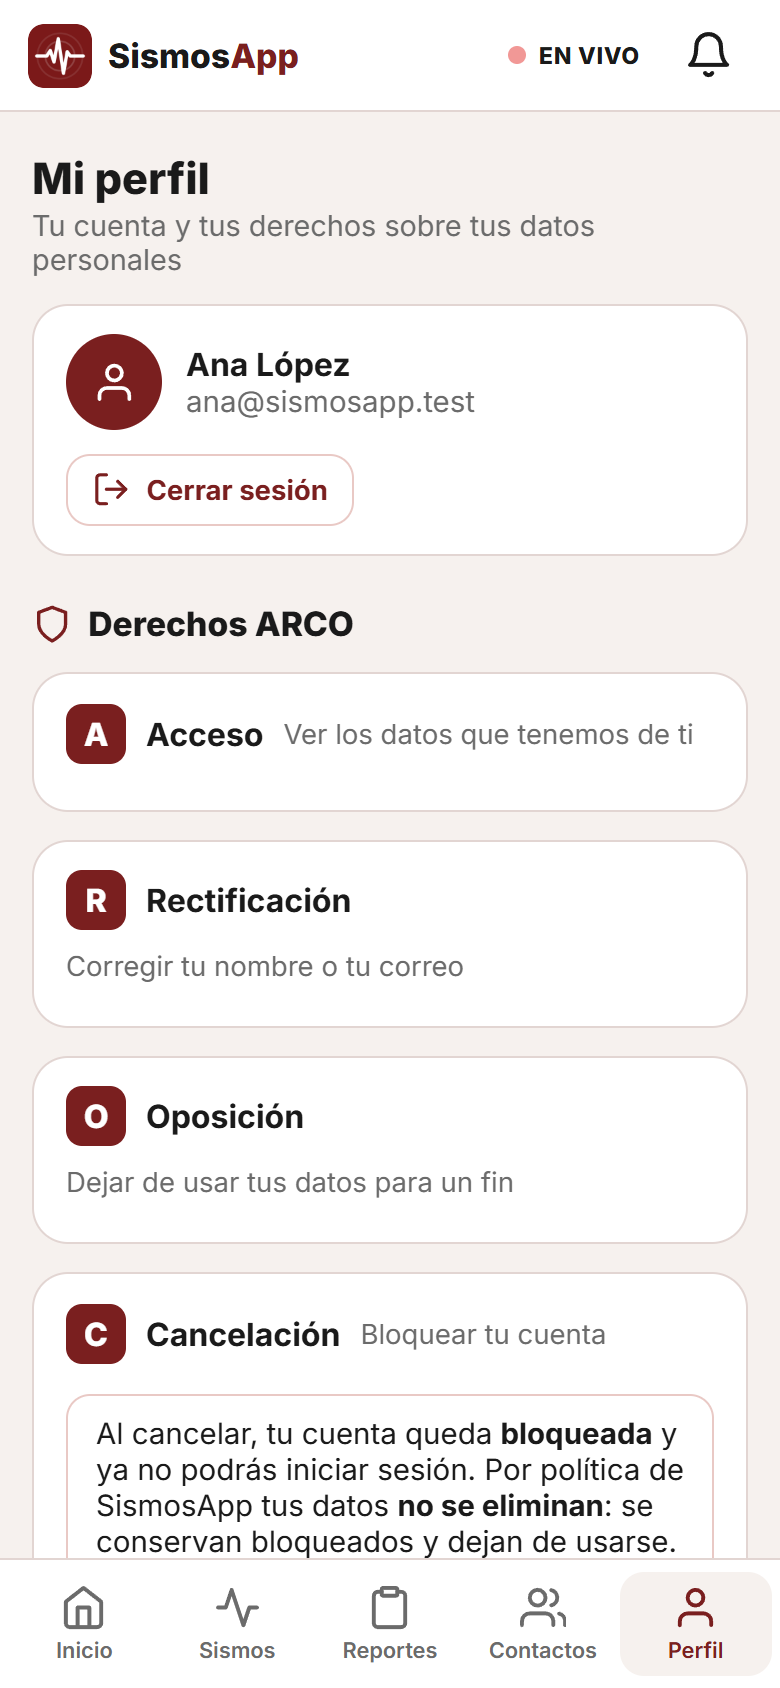 SismosApp
EN VIVO
Mi perfil
Tu cuenta y tus derechos sobre tus datos
personales
Ana López
ana@sismosapp.test
Cerrar sesión
Derechos ARCO
A Acceso Ver los datos que tenemos de ti
R Rectificación
Corregir tu nombre o tu correo
O Oposición
Dejar de usar tus datos para un fin
C Cancelación Bloquear tu cuenta
Al cancelar, tu cuenta queda bloqueada y
ya no podrás iniciar sesión. Por política de
SismosApp tus datos no se eliminan: se
conservan bloqueados y dejan de usarse.
Inicio Sismos Reportes Contactos Perfil